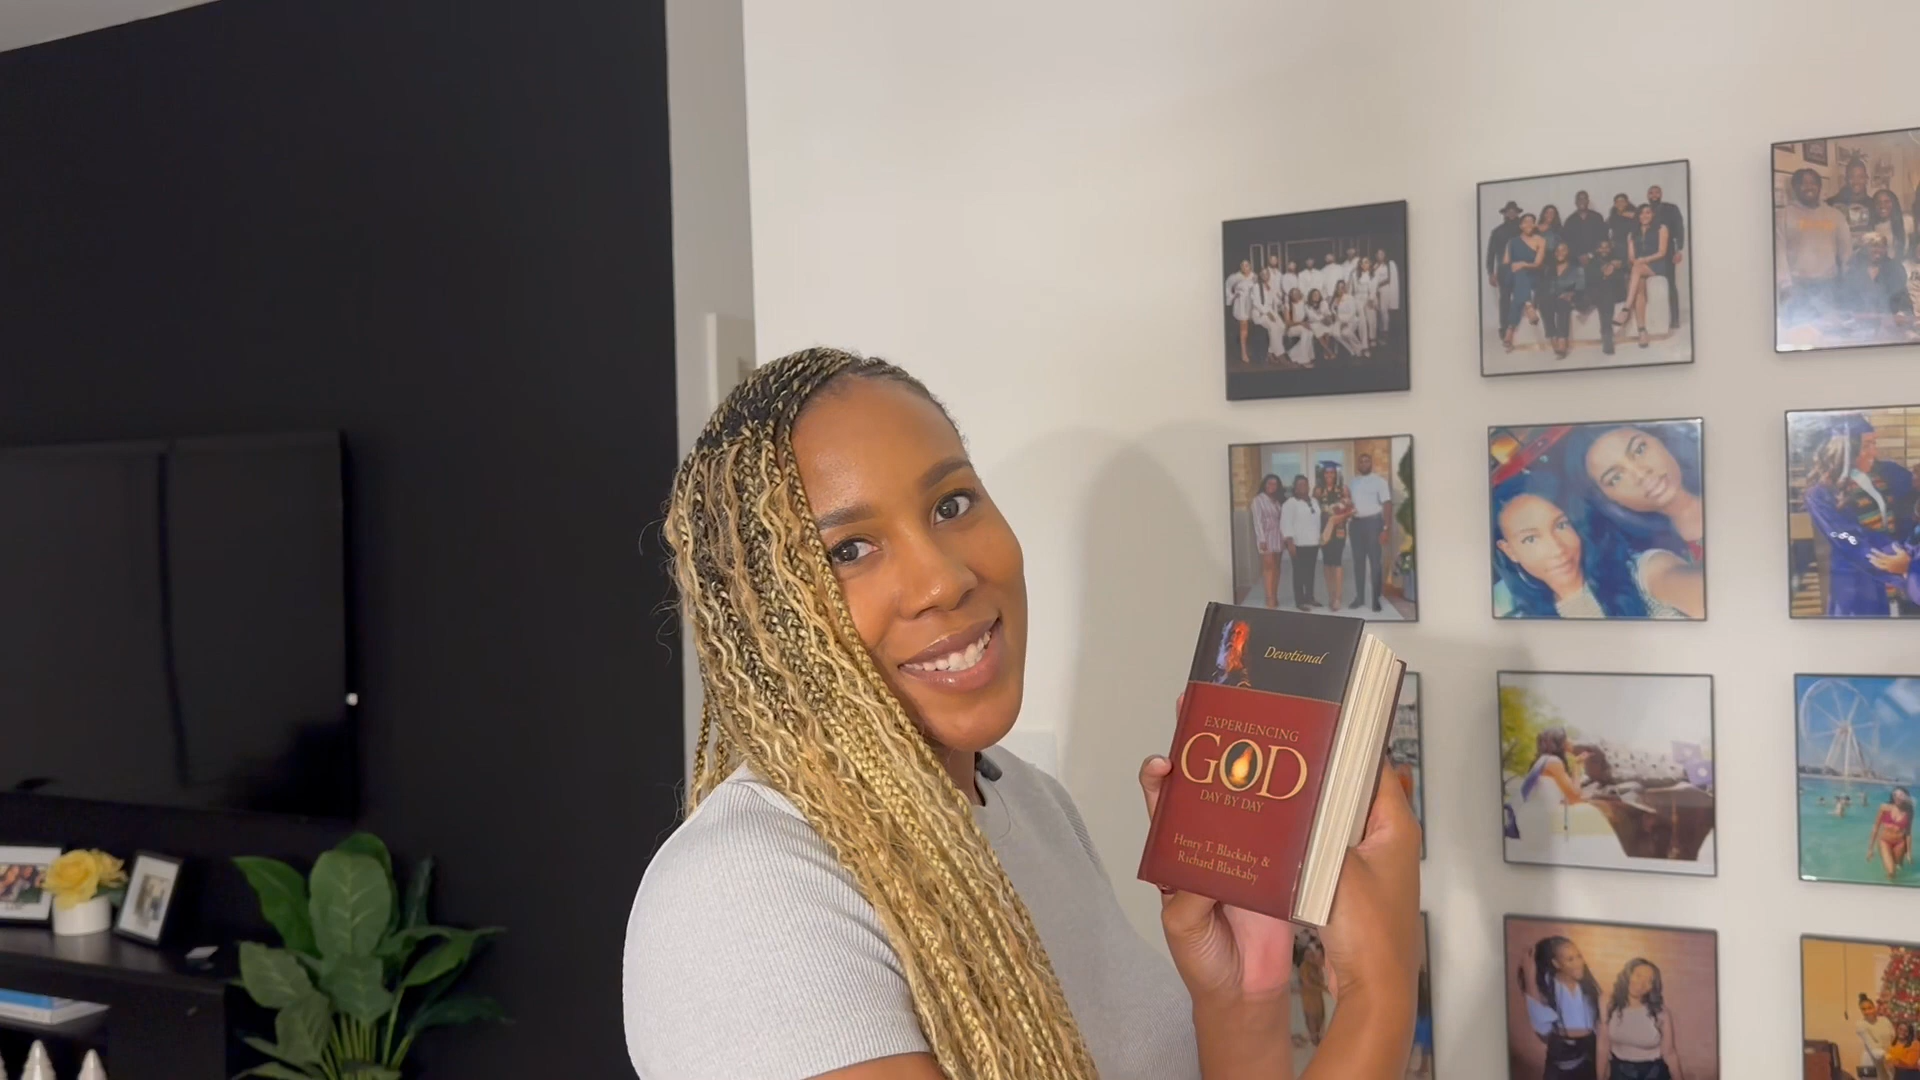 Devotional
EXPERIENCING
GOD
DAY BY DAY
Henry T. Blackaby &
Richard Blackaby